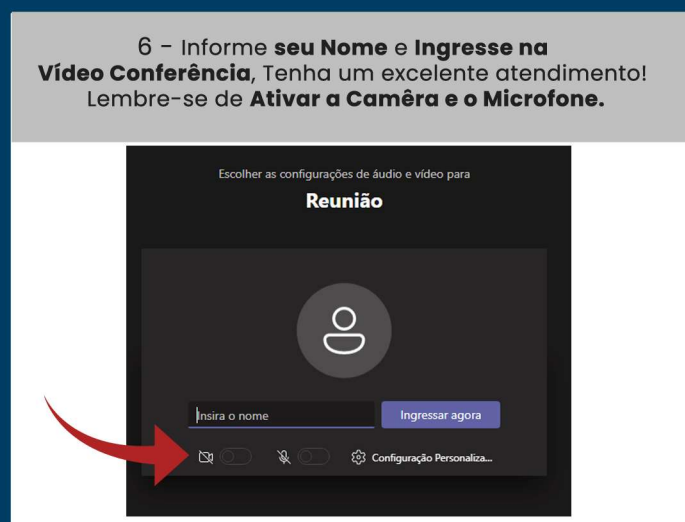 6 - Informe seu Nome e Ingresse na
Vídeo Conferência, Tenha um excelente atendimento!
Lembre-se de Ativar a Camêra e o Microfone.
Escolher as configurações de áudio e vídeo para
Reunião
Insira o nome
Ingressar agora
Configuração Personaliza...